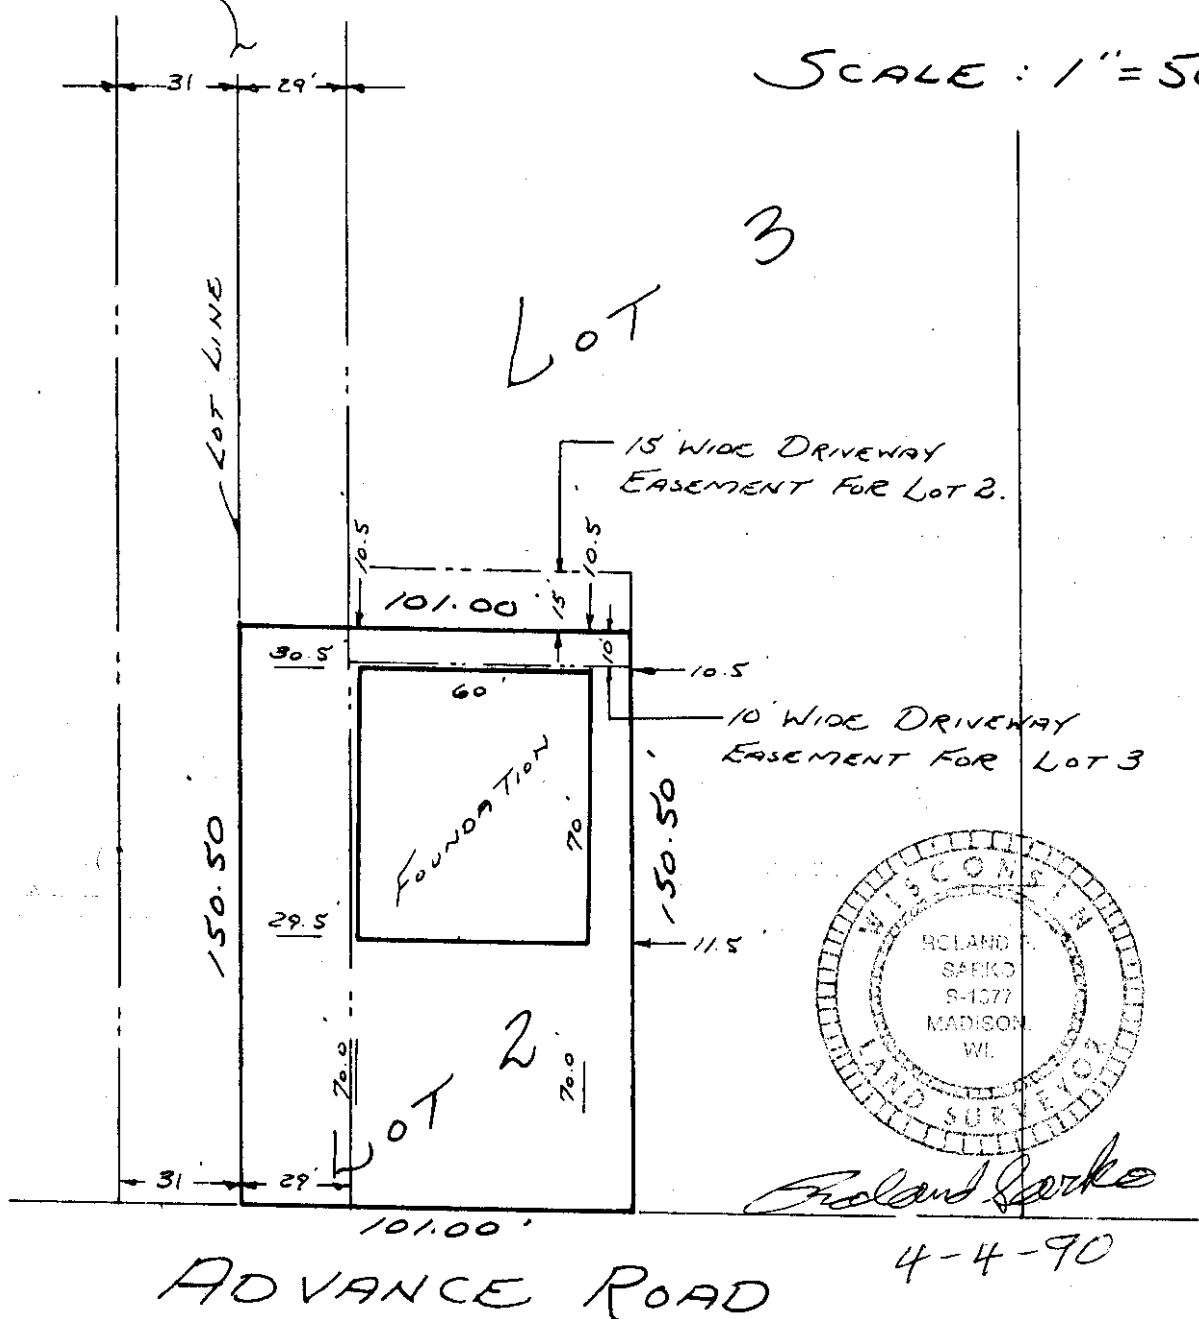 SCALE : 1" = 50
31 29'
LOT 3
LOT LINE
15' WIDE DRIVEWAY
EASEMENT FOR LOT 2.
10.5 10.5
101.00' 15'
10'
30.5
10.5
60'
10' WIDE DRIVEWAY
EASEMENT FOR LOT 3
FOUNDATION
70'
150.50
150.50'
29.5
11.5
WISCONSIN
ROLAND
SARKO
S-1077
MADISON,
WI.
LAND SURVEYOR
LOT 2
70.0 70.0
31 29'
Roland Sarko
101.00'
4-4-90
ADVANCE ROAD